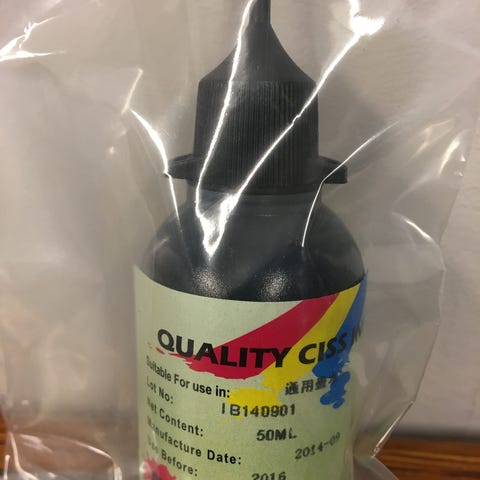 QUALITY CISS
Suitable For use in: 通用
Lot No: IB140901
Net Content: 50ML
Manufacture Date: 2014-09
Before: 2016